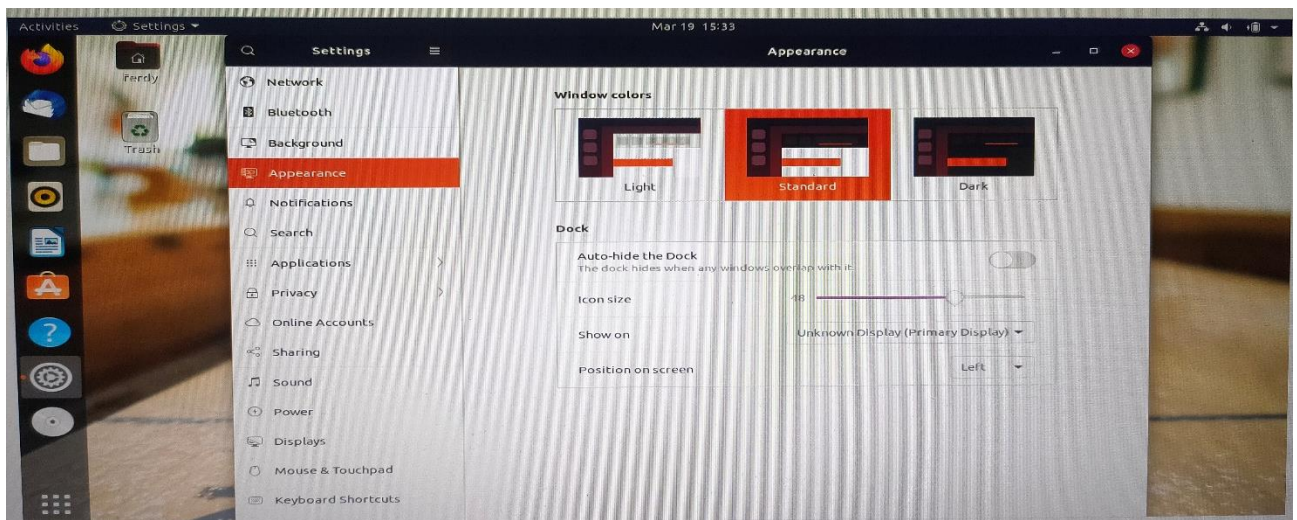 Activities Settings Mar 19 15:33
Settings Appearance
ferdy
Trash
Network
Bluetooth
Background
Appearance
Notifications
Search
Applications
Privacy
Online Accounts
Sharing
Sound
Power
Displays
Mouse & Touchpad
Keyboard Shortcuts
Window colors
Light Standard Dark
Dock
Auto-hide the Dock
The dock hides when any windows overlap with it.
Icon size 48
Show on Unknown Display (Primary Display)
Position on screen Left